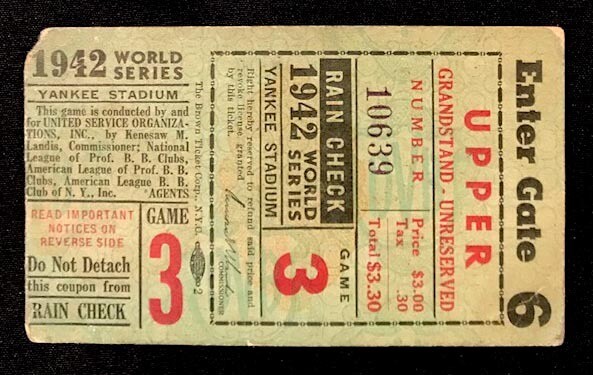 1942 WORLD SERIES
YANKEE STADIUM
This game is conducted by and
for UNITED SERVICE ORGANIZA-
TIONS, INC., by Kenesaw M.
Landis, Commissioner; National
League of Prof. B. B. Clubs,
American League of Prof. B. B.
Clubs, American League B. B.
Club of N. Y., Inc. AGENTS
READ IMPORTANT
NOTICES ON
REVERSE SIDE
Do Not Detach
this coupon from
RAIN CHECK
GAME
3
The Brown Ticket Corp., N.Y.C.
2
Enter Gate 6
UPPER
GRANDSTAND - UNRESERVED
NUMBER
10639
Price $3.00
Tax .30
Total $3.30
RAIN CHECK
1942 WORLD SERIES
YANKEE STADIUM
GAME
3
Right hereby reserved to refund said price and
revoke license granted
by this ticket.
COMMISSIONER